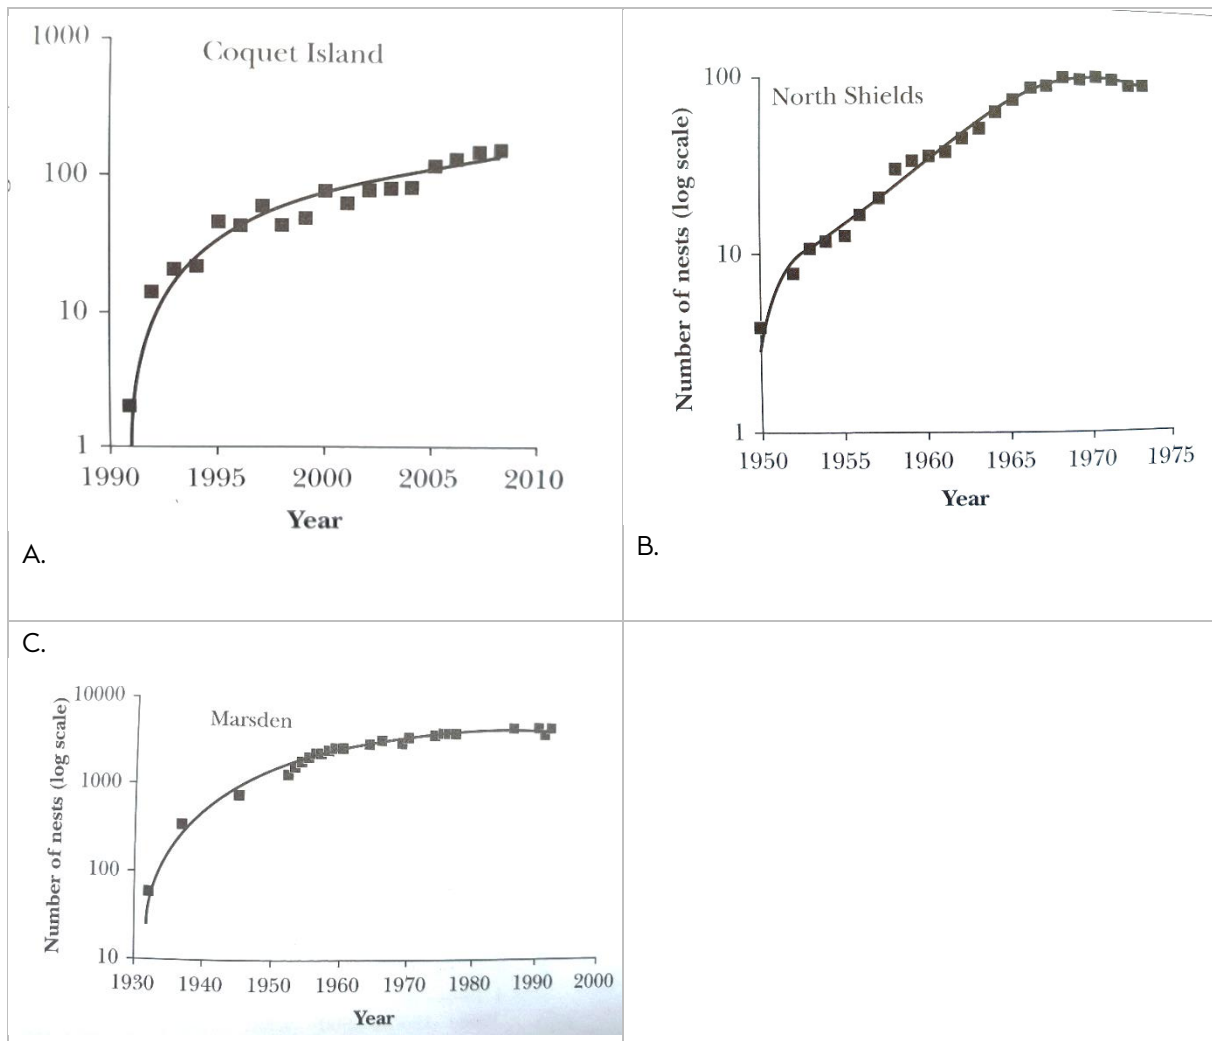 1000
Coquet Island
100
10
1
1990 1995 2000 2005 2010
Year
A.
100
North Shields
Number of nests (log scale)
10
1
1950 1955 1960 1965 1970 1975
Year
B.
C.
10000
Marsden
Number of nests (log scale)
1000
100
10
1930 1940 1950 1960 1970 1980 1990 2000
Year